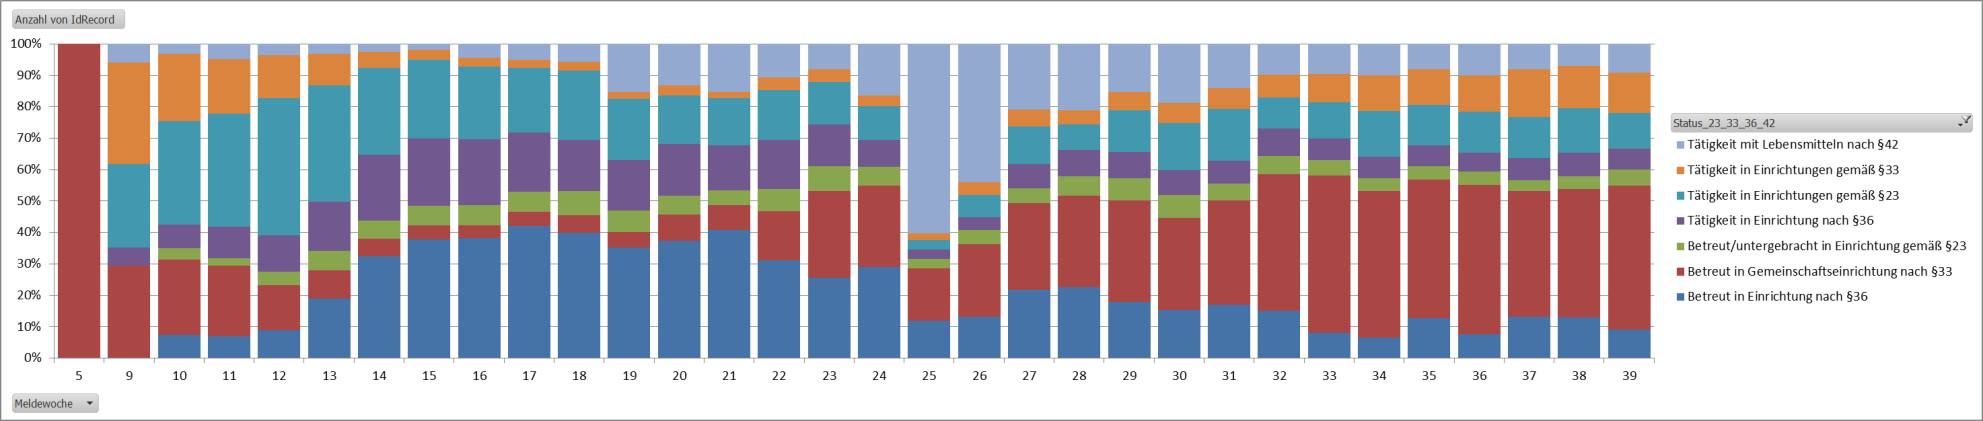 Anzahl von IdRecord
100%
90%
80%
70%
60%
50%
40%
30%
20%
10%
0%
5 9 10 11 12 13 14 15 16 17 18 19 20 21 22 23 24 25 26 27 28 29 30 31 32 33 34 35 36 37 38 39
Meldewoche
Status_23_33_36_42
Tätigkeit mit Lebensmitteln nach §42
Tätigkeit in Einrichtungen gemäß §33
Tätigkeit in Einrichtungen gemäß §23
Tätigkeit in Einrichtung nach §36
Betreut/untergebracht in Einrichtung gemäß §23
Betreut in Gemeinschaftseinrichtung nach §33
Betreut in Einrichtung nach §36